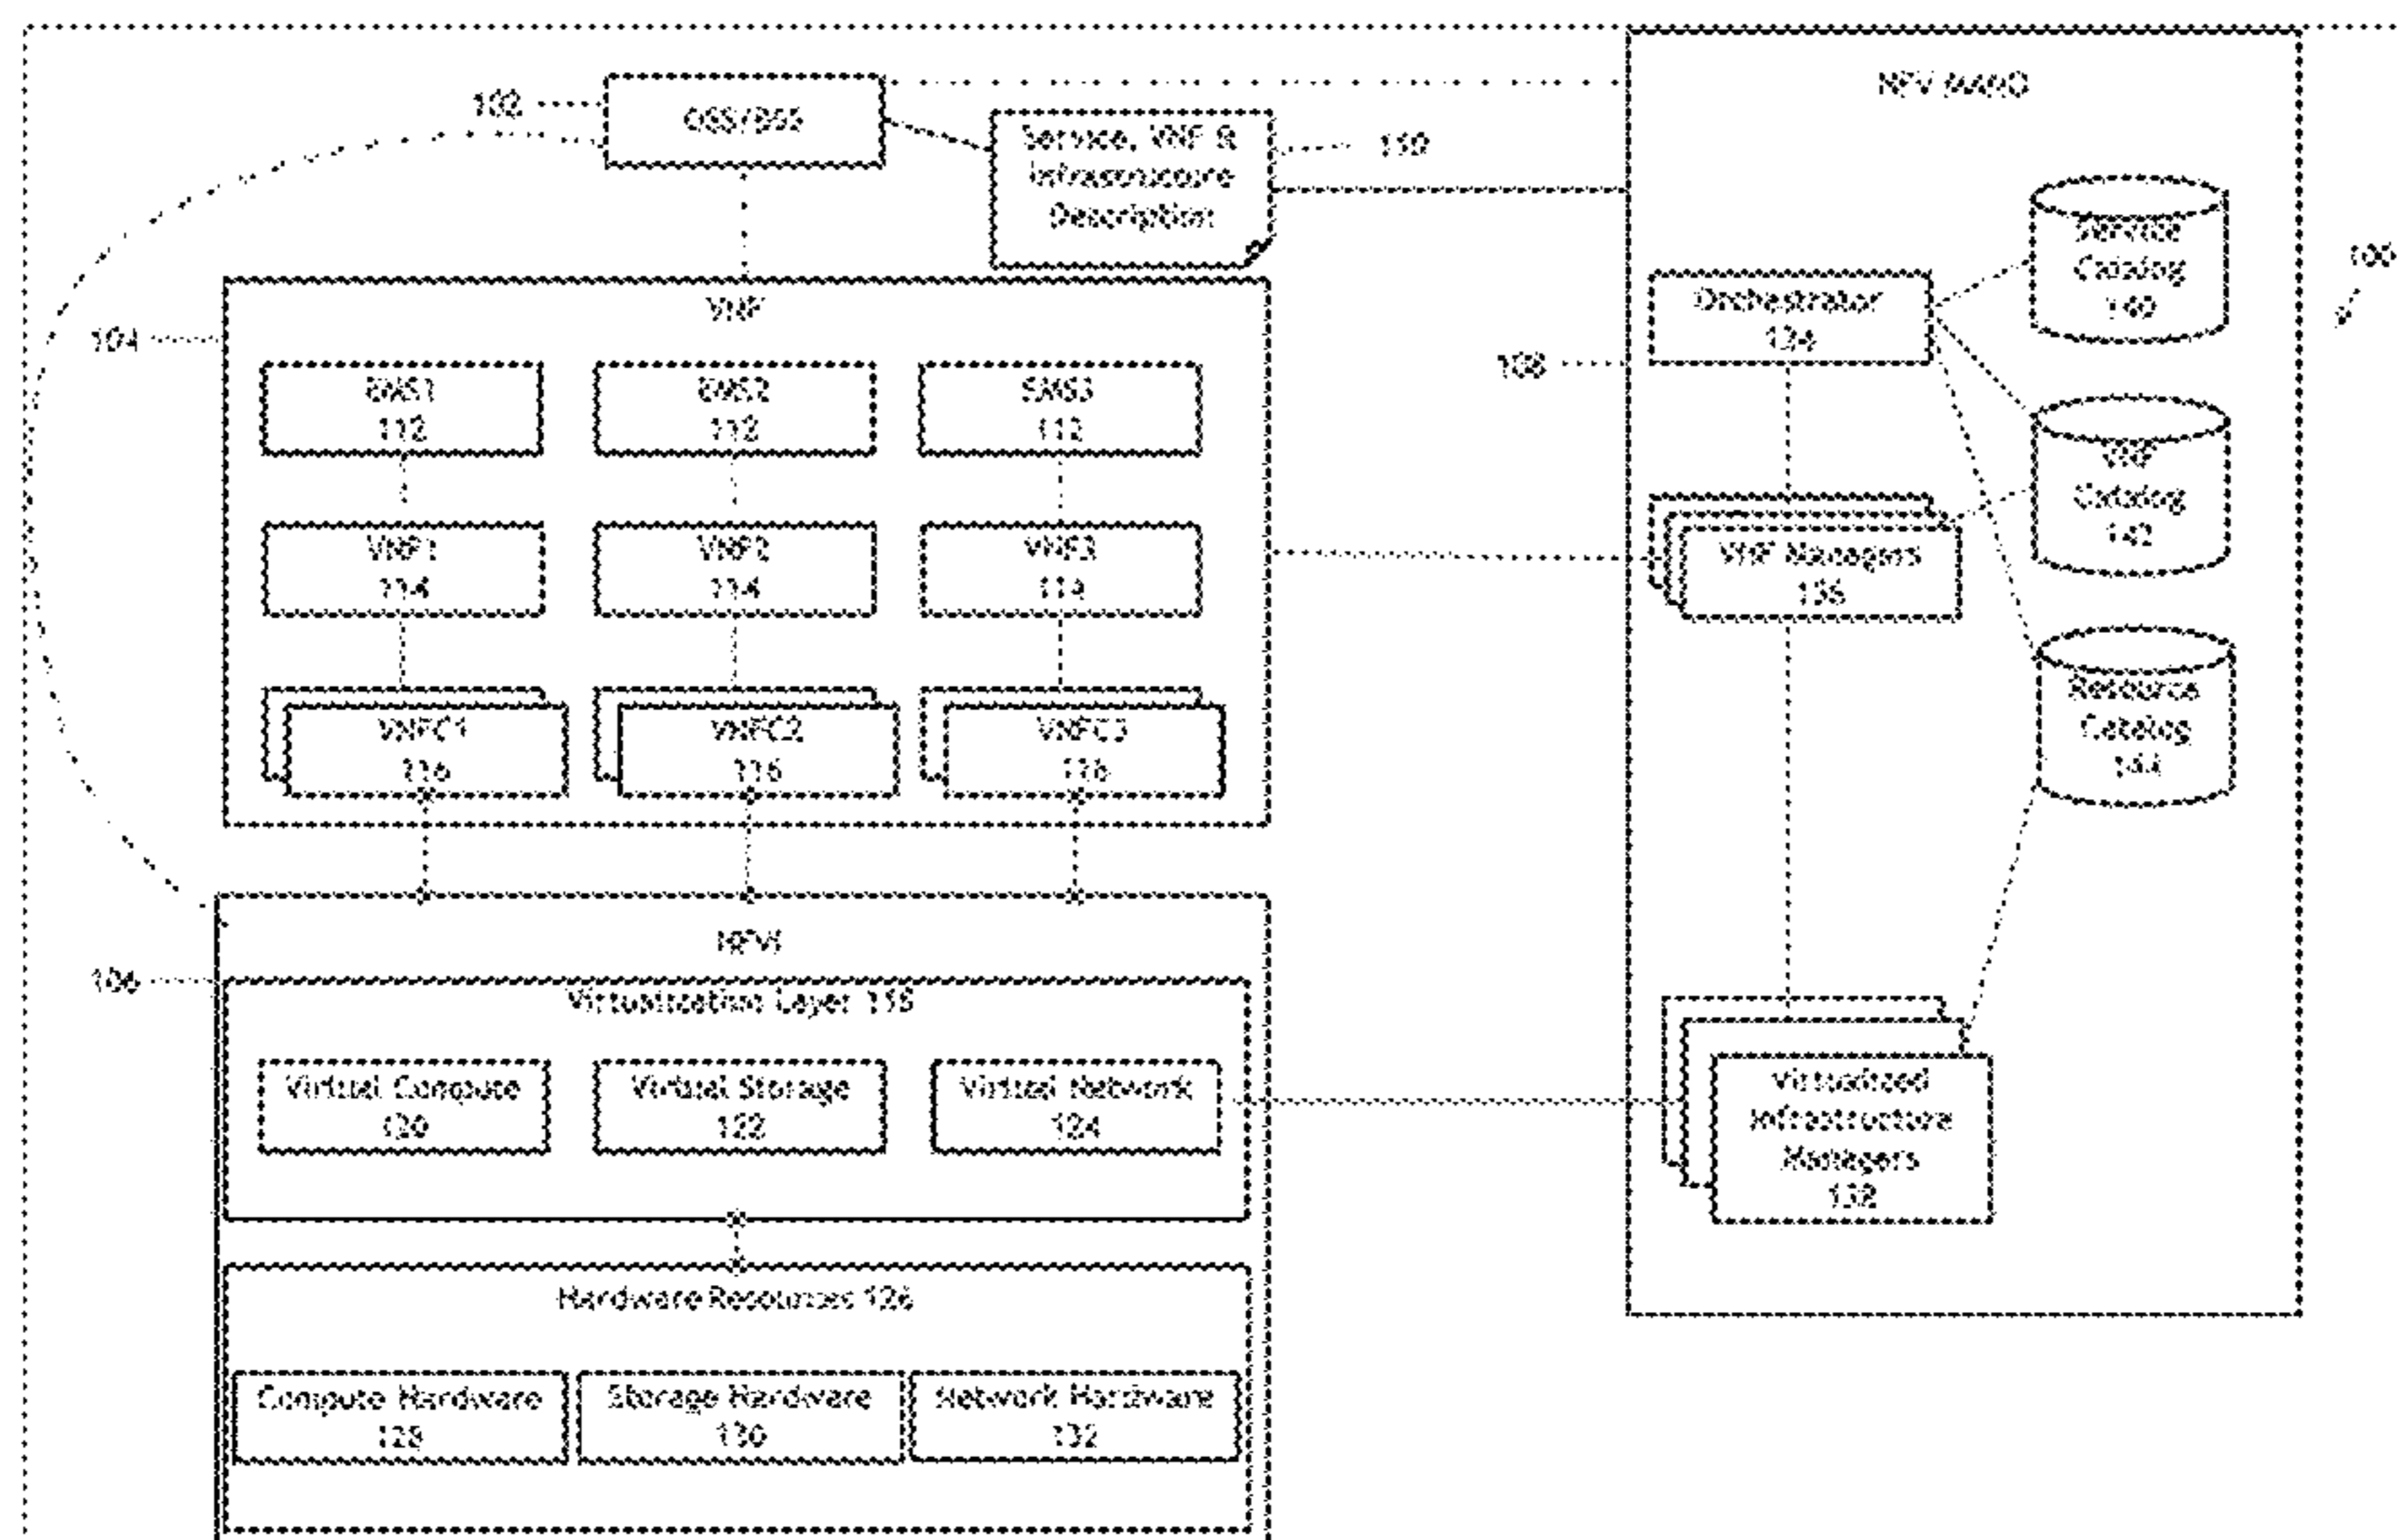 NFV MANO
102
OSS/BSS
Service, VNF &
Infrastructure
Description
110
Service
Catalog
140
100
VNF
104
Orchestrator
134
108
EMS1
112
EMS2
112
EMS3
112
VNF
Catalog
142
VNF1
114
VNF2
114
VNF3
114
VNF Managers
136
Resource
Catalog
144
VNFC1
116
VNFC2
116
VNFC3
116
NFVI
106
Virtualization Layer
Virtual Compute
120
Virtual Storage
122
Virtual Network
124
Virtualized
Infrastructure
Managers
Hardware Resources 126
Compute Hardware
128
Storage Hardware
130
Network Hardware
132